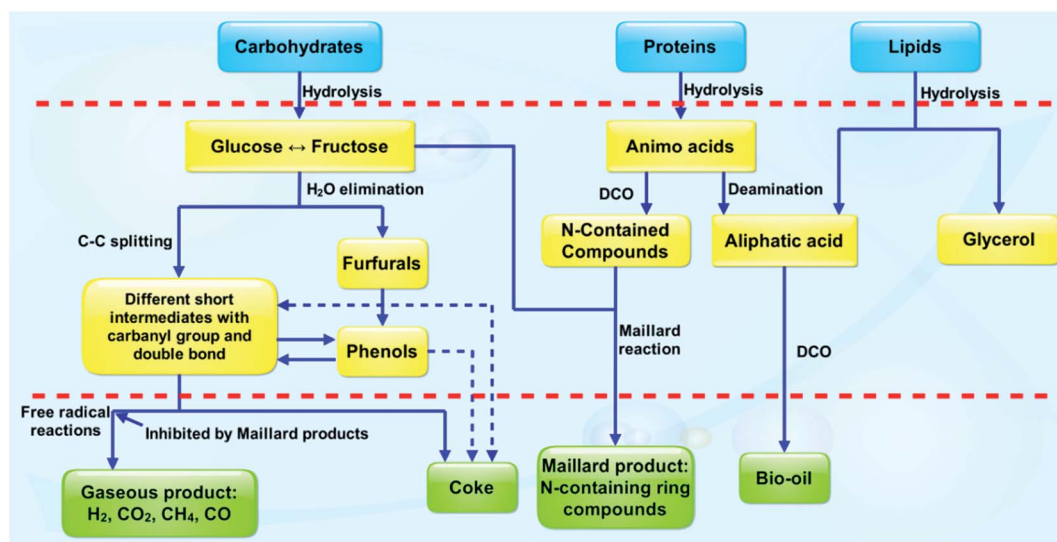 Carbohydrates
Proteins
Lipids
Hydrolysis
Hydrolysis
Hydrolysis
Glucose ↔ Fructose
Animo acids
H₂O elimination
DCO
Deamination
C-C splitting
N-Contained
Compounds
Aliphatic acid
Glycerol
Furfurals
Different short
intermediates with
carbanyl group and
double bond
Phenols
Maillard
reaction
DCO
Free radical
reactions
Inhibited by Maillard products
Gaseous product:
H₂, CO₂, CH₄, CO
Coke
Maillard product:
N-containing ring
compounds
Bio-oil